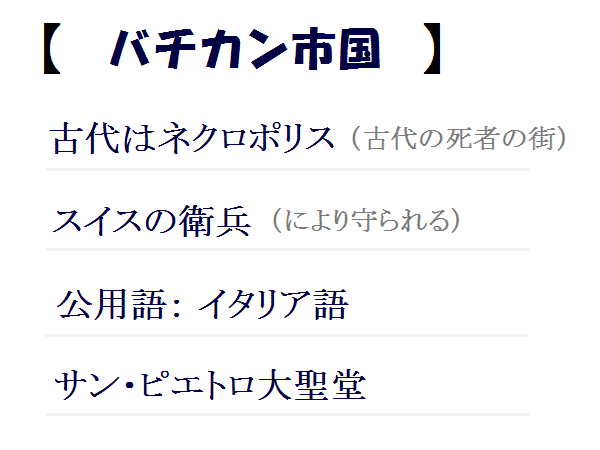 【 バチカン市国 】
古代はネクロポリス（古代の死者の街）
スイスの衛兵（により守られる）
公用語： イタリア語
サン・ピエトロ大聖堂